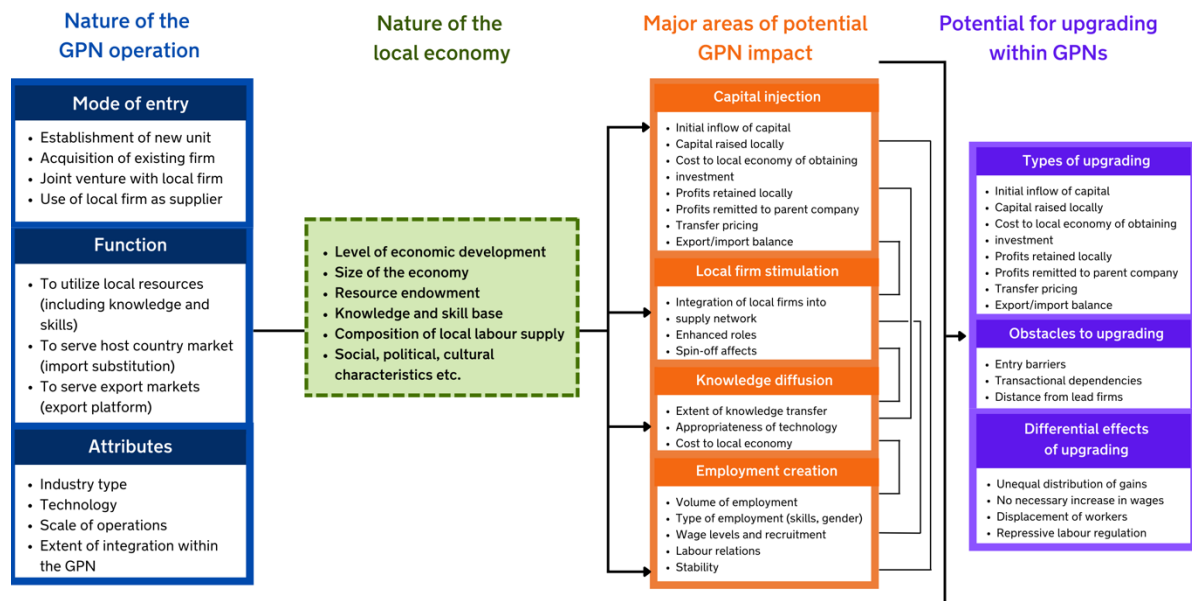 Nature of the
GPN operation
Mode of entry
• Establishment of new unit
• Acquisition of existing firm
• Joint venture with local firm
• Use of local firm as supplier
Function
• To utilize local resources
(including knowledge and
skills)
• To serve host country market
(import substitution)
• To serve export markets
(export platform)
Attributes
• Industry type
• Technology
• Scale of operations
• Extent of integration within
the GPN
Nature of the
local economy
• Level of economic development
• Size of the economy
• Resource endowment
• Knowledge and skill base
• Composition of local labour supply
• Social, political, cultural
characteristics etc.
Major areas of potential
GPN impact
Capital injection
• Initial inflow of capital
• Capital raised locally
• Cost to local economy of obtaining
• investment
• Profits retained locally
• Profits remitted to parent company
• Transfer pricing
• Export/import balance
Local firm stimulation
• Integration of local firms into
• supply network
• Enhanced roles
• Spin-off affects
Knowledge diffusion
• Extent of knowledge transfer
• Appropriateness of technology
• Cost to local economy
Employment creation
• Volume of employment
• Type of employment (skills, gender)
• Wage levels and recruitment
• Labour relations
• Stability
Potential for upgrading
within GPNs
Types of upgrading
• Initial inflow of capital
• Capital raised locally
• Cost to local economy of obtaining
• investment
• Profits retained locally
• Profits remitted to parent company
• Transfer pricing
• Export/import balance
Obstacles to upgrading
• Entry barriers
• Transactional dependencies
• Distance from lead firms
Differential effects
of upgrading
• Unequal distribution of gains
• No necessary increase in wages
• Displacement of workers
• Repressive labour regulation